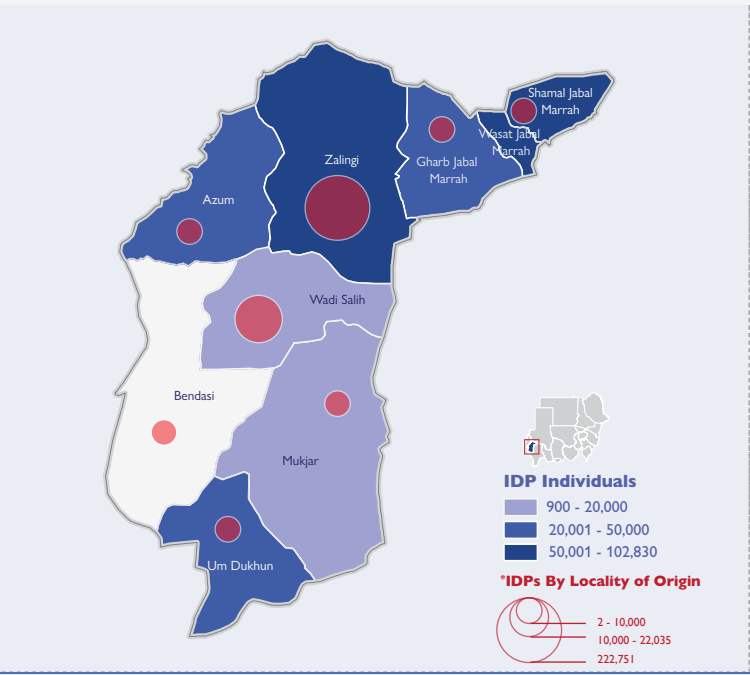 Shamal Jabal
Marrah
Wasat Jabal
Marrah
Zalingi
Gharb Jabal
Marrah
Azum
Wadi Salih
Bendasi
Mukjar
Um Dukhun
IDP Individuals
900 - 20,000
20,001 - 50,000
50,001 - 102,830
*IDPs By Locality of Origin
2 - 10,000
10,000 - 22,035
222,751